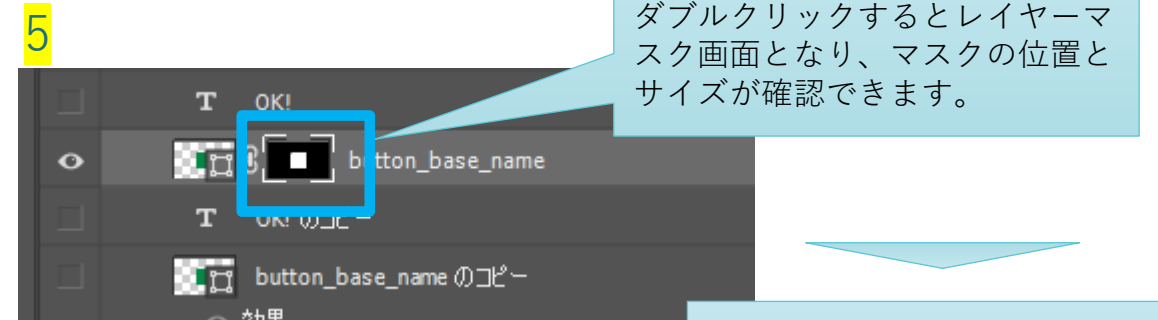 5
ダブルクリックするとレイヤーマ
スク画面となり、マスクの位置と
サイズが確認できます。
T OK!
button_base_name
T OK! のコピー
button_base_name のコピー
効果